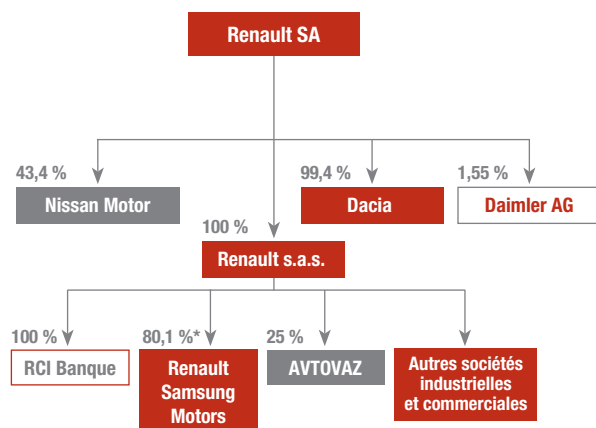 Renault SA
43,4 %
Nissan Motor
99,4 %
Dacia
1,55 %
Daimler AG
100 %
Renault s.a.s.
100 %
RCI Banque
80,1 %*
Renault
Samsung
Motors
25 %
AVTOVAZ
Autres sociétés
industrielles
et commerciales